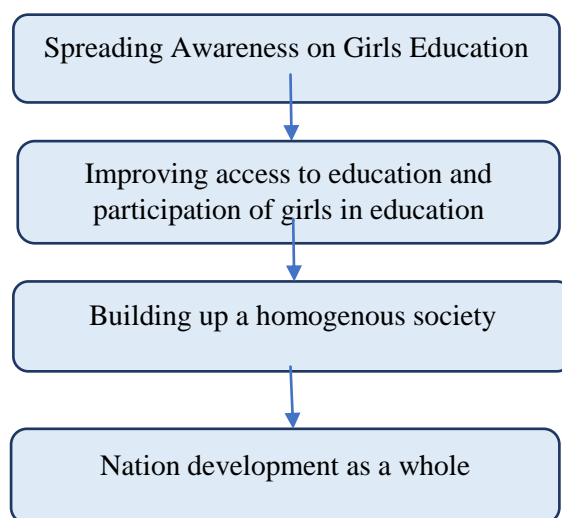 Spreading Awareness on Girls Education
Improving access to education and
participation of girls in education
Building up a homogenous society
Nation development as a whole